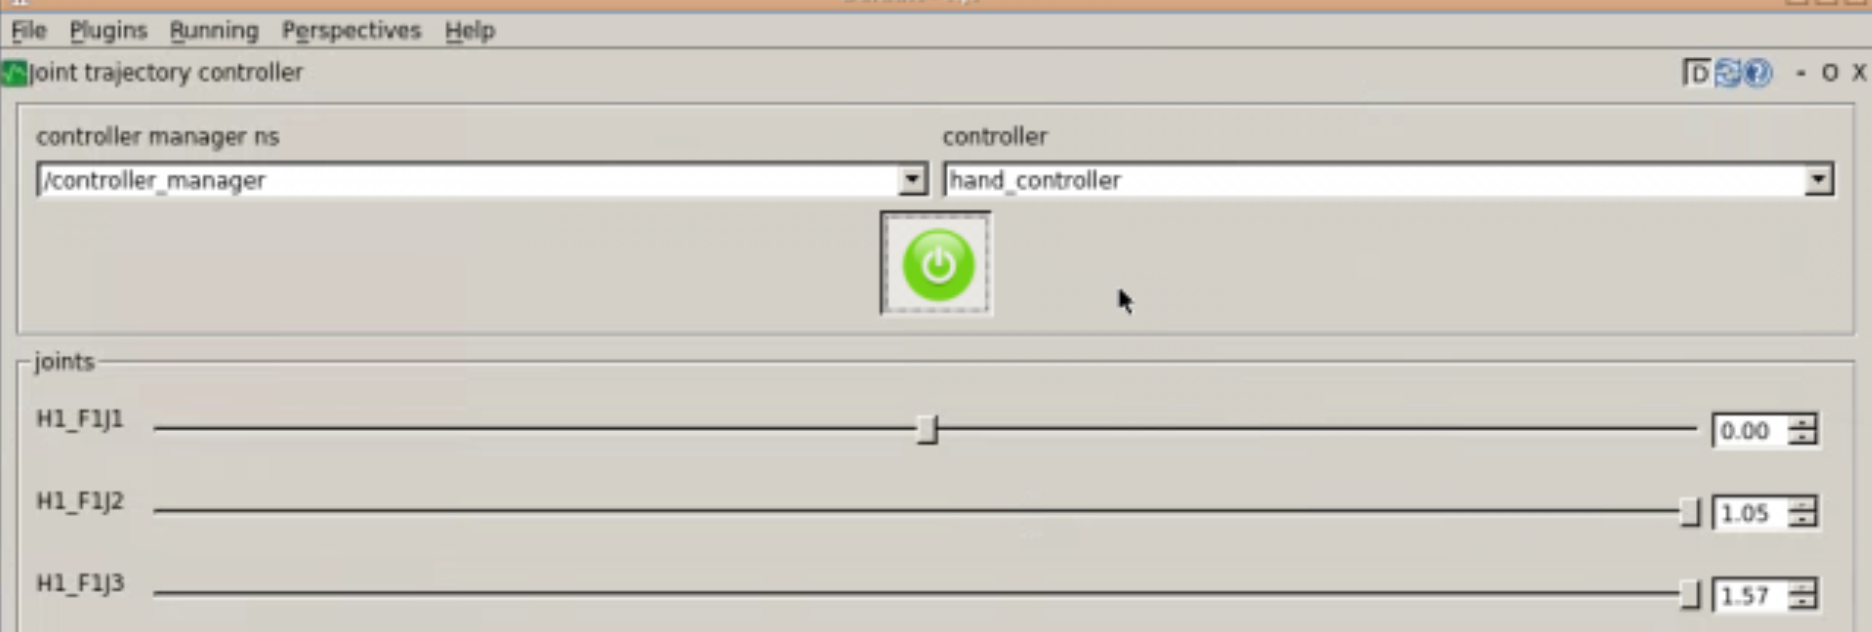 File Plugins Running Perspectives Help
Joint trajectory controller D - O X
controller manager ns controller
/controller_manager hand_controller
joints
H1_F1J1 0.00
H1_F1J2 1.05
H1_F1J3 1.57